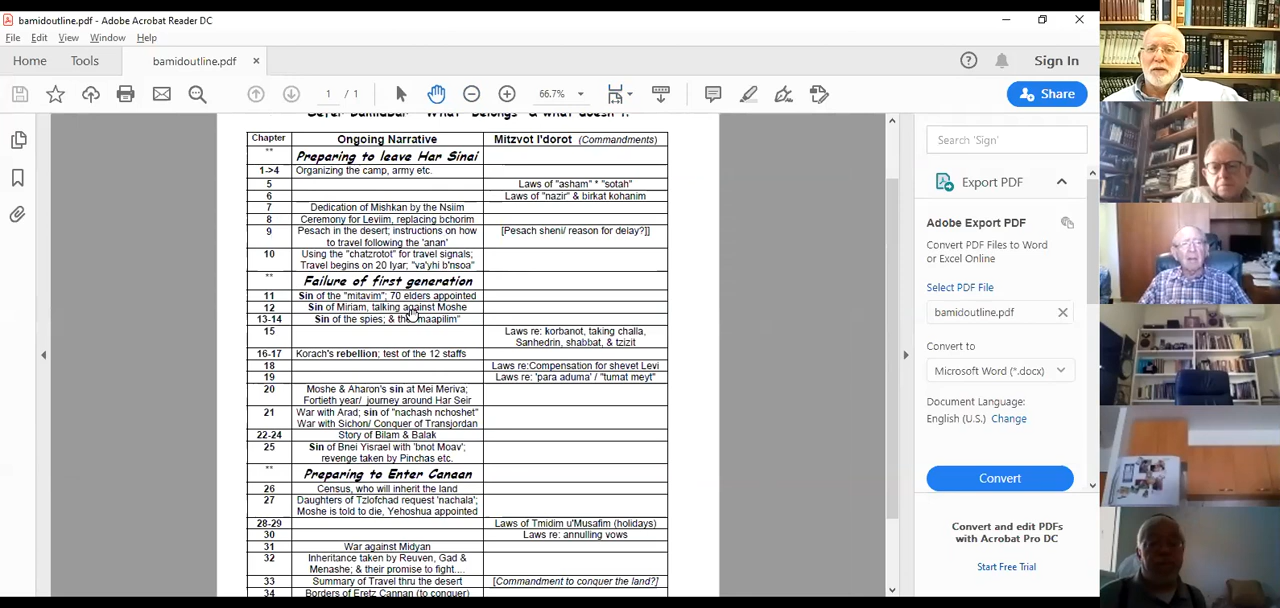 bamidoutline.pdf - Adobe Acrobat Reader DC
File Edit View Window Help
Home Tools bamidoutline.pdf × Sign In
1 / 1 66.7% Share
Chapter Ongoing Narrative Mitzvot l'dorot (Commandments)
** Preparing to leave Har Sinai
1->4 Organizing the camp, army etc.
5 Laws of "asham" * "sotah"
6 Laws of "nazir" & birkat kohanim
7 Dedication of Mishkan by the Nsiim
8 Ceremony for Leviim, replacing bchorim
9 Pesach in the desert; instructions on how [Pesach sheni/ reason for delay?]]
to travel following the 'anan'
10 Using the "chatzrotot" for travel signals;
Travel begins on 20 Iyar; "va'yhi b'nsoa"
** Failure of first generation
11 Sin of the "mitavim"; 70 elders appointed
12 Sin of Miriam, talking against Moshe
13-14 Sin of the spies; & the maapilim"
15 Laws re: korbanot, taking challa,
Sanhedrin, shabbat, & tzizit
16-17 Korach's rebellion; test of the 12 staffs
18 Laws re:Compensation for shevet Levi
19 Laws re: 'para aduma' / "tumat meyt"
20 Moshe & Aharon's sin at Mei Meriva;
Fortieth year/ journey around Har Seir
21 War with Arad; sin of "nachash nchoshet"
War with Sichon/ Conquer of Transjordan
22-24 Story of Bilam & Balak
25 Sin of Bnei Yisrael with 'bnot Moav';
revenge taken by Pinchas etc.
** Preparing to Enter Canaan
26 Census, who will inherit the land
27 Daughters of Tzlofchad request 'nachala';
Moshe is told to die, Yehoshua appointed
28-29 Laws of Tmidim u'Musafim (holidays)
30 Laws re: annulling vows
31 War against Midyan
32 Inheritance taken by Reuven, Gad &
Menashe; & their promise to fight....
33 Summary of Travel thru the desert [Commandment to conquer the land?]
34 Borders of Eretz Cannan (to conquer)
Search 'Sign'
Export PDF
Adobe Export PDF
Convert PDF Files to Word
or Excel Online
Select PDF File
bamidoutline.pdf
Convert to
Microsoft Word (*.docx)
Document Language:
English (U.S.) Change
Convert
Convert and edit PDFs
with Acrobat Pro DC
Start Free Trial